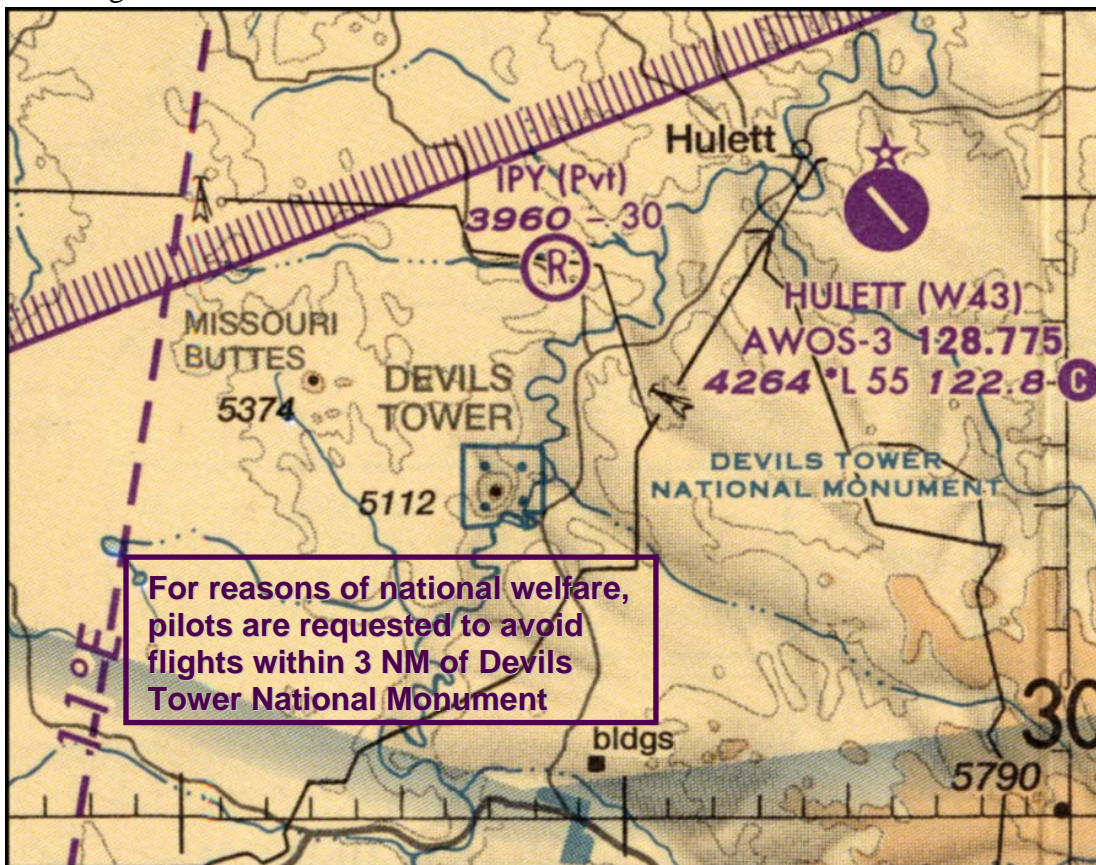 Hulett
IPY (Pvt)
3960 - 30
R
HULETT (W43)
AWOS-3 128.775
4264 *L 55 122.8-C
MISSOURI
BUTTES
5374
DEVILS
TOWER
5112
DEVILS TOWER
NATIONAL MONUMENT
For reasons of national welfare,
pilots are requested to avoid
flights within 3 NM of Devils
Tower National Monument
11°E
bldgs
30
5790